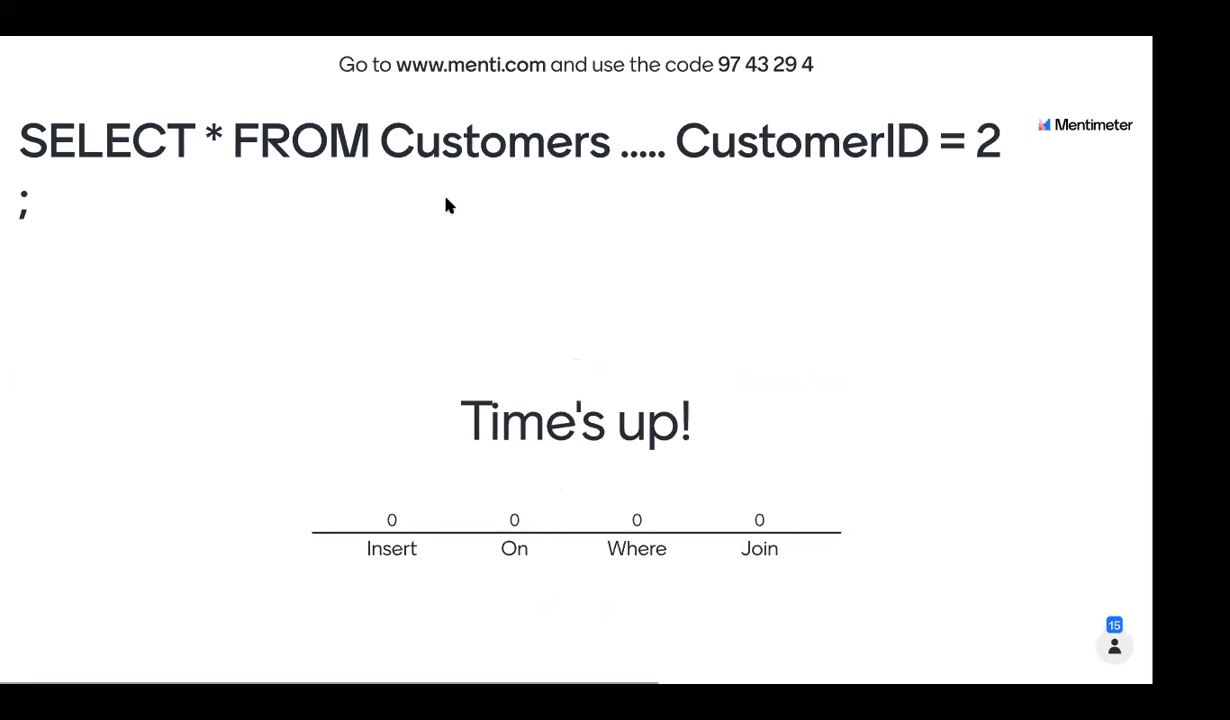 Go to www.menti.com and use the code 97 43 29 4
SELECT * FROM Customers ..... CustomerID = 2
;
Mentimeter
Time's up!
0 0 0 0
Insert On Where Join
15